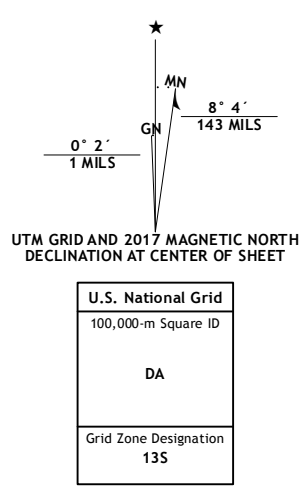 MN
GN
8° 4´
143 MILS
0° 2´
1 MILS
UTM GRID AND 2017 MAGNETIC NORTH
DECLINATION AT CENTER OF SHEET
U.S. National Grid
100,000-m Square ID
DA
Grid Zone Designation
13S